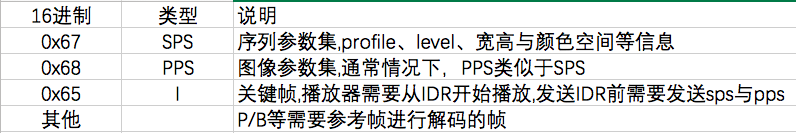 16进制 类型 说明
0x67 SPS 序列参数集,profile、level、宽高与颜色空间等信息
0x68 PPS 图像参数集,通常情况下，PPS类似于SPS
0x65 I 关键帧,播放器需要从IDR开始播放,发送IDR前需要发送sps与pps
其他 P/B等需要参考帧进行解码的帧